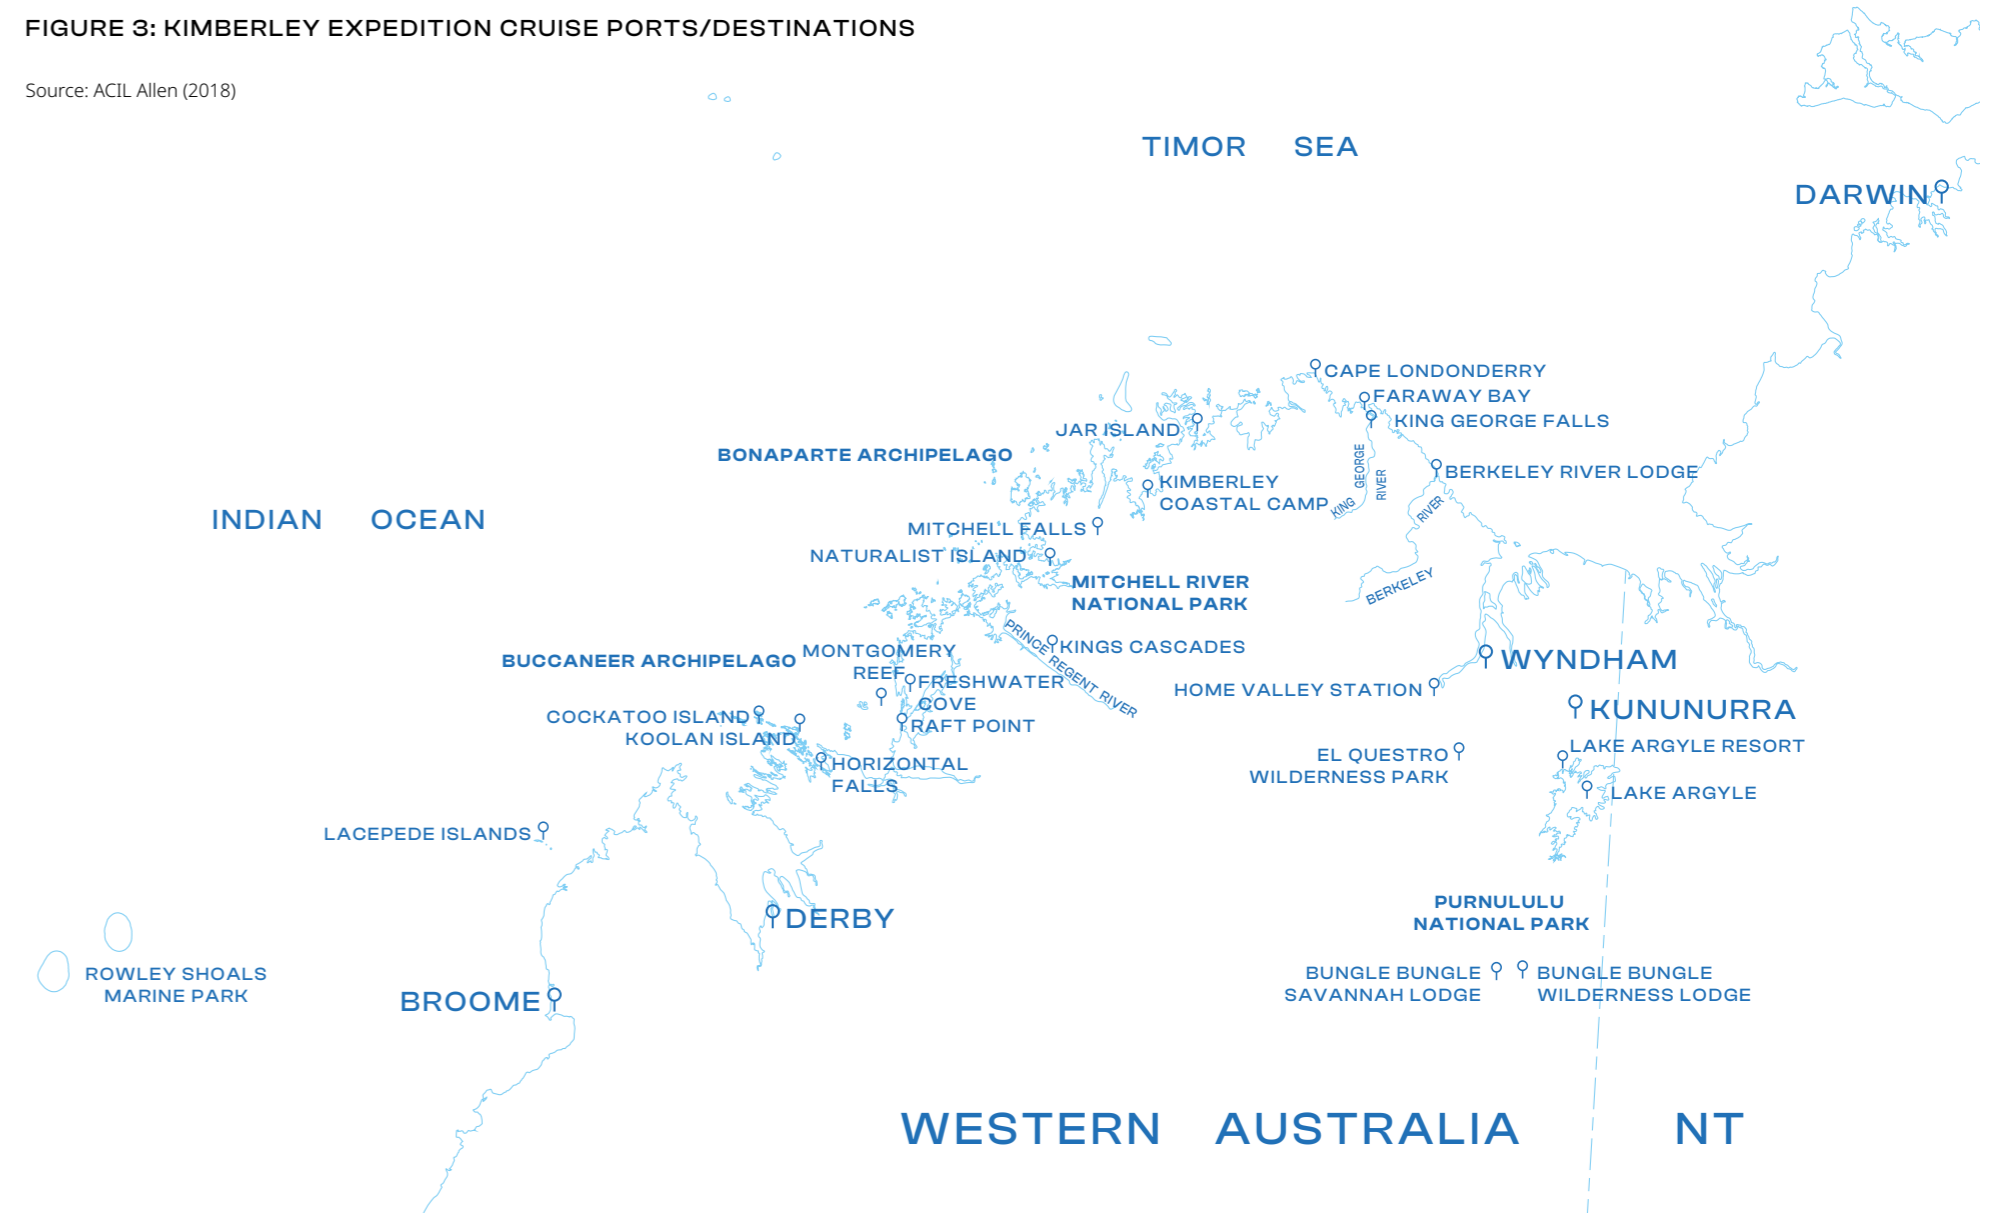 FIGURE 3: KIMBERLEY EXPEDITION CRUISE PORTS/DESTINATIONS
Source: ACIL Allen (2018)
TIMOR SEA
DARWIN
CAPE LONDONDERRY
FARAWAY BAY
KING GEORGE FALLS
JAR ISLAND
BONAPARTE ARCHIPELAGO
KING GEORGE RIVER
BERKELEY RIVER LODGE
KIMBERLEY
COASTAL CAMP
INDIAN OCEAN
MITCHELL FALLS
NATURALIST ISLAND
BERKELEY RIVER
MITCHELL RIVER
NATIONAL PARK
PRINCE REGENT RIVER
KINGS CASCADES
MONTGOMERY
REEF
BUCCANEER ARCHIPELAGO
WYNDHAM
FRESHWATER
COVE
HOME VALLEY STATION
KUNUNURRA
COCKATOO ISLAND
RAFT POINT
KOOLAN ISLAND
LAKE ARGYLE RESORT
EL QUESTRO
WILDERNESS PARK
HORIZONTAL
FALLS
LAKE ARGYLE
LACEPEDE ISLANDS
PURNULULU
NATIONAL PARK
DERBY
ROWLEY SHOALS
MARINE PARK
BUNGLE BUNGLE
SAVANNAH LODGE
BUNGLE BUNGLE
WILDERNESS LODGE
BROOME
WESTERN AUSTRALIA
NT